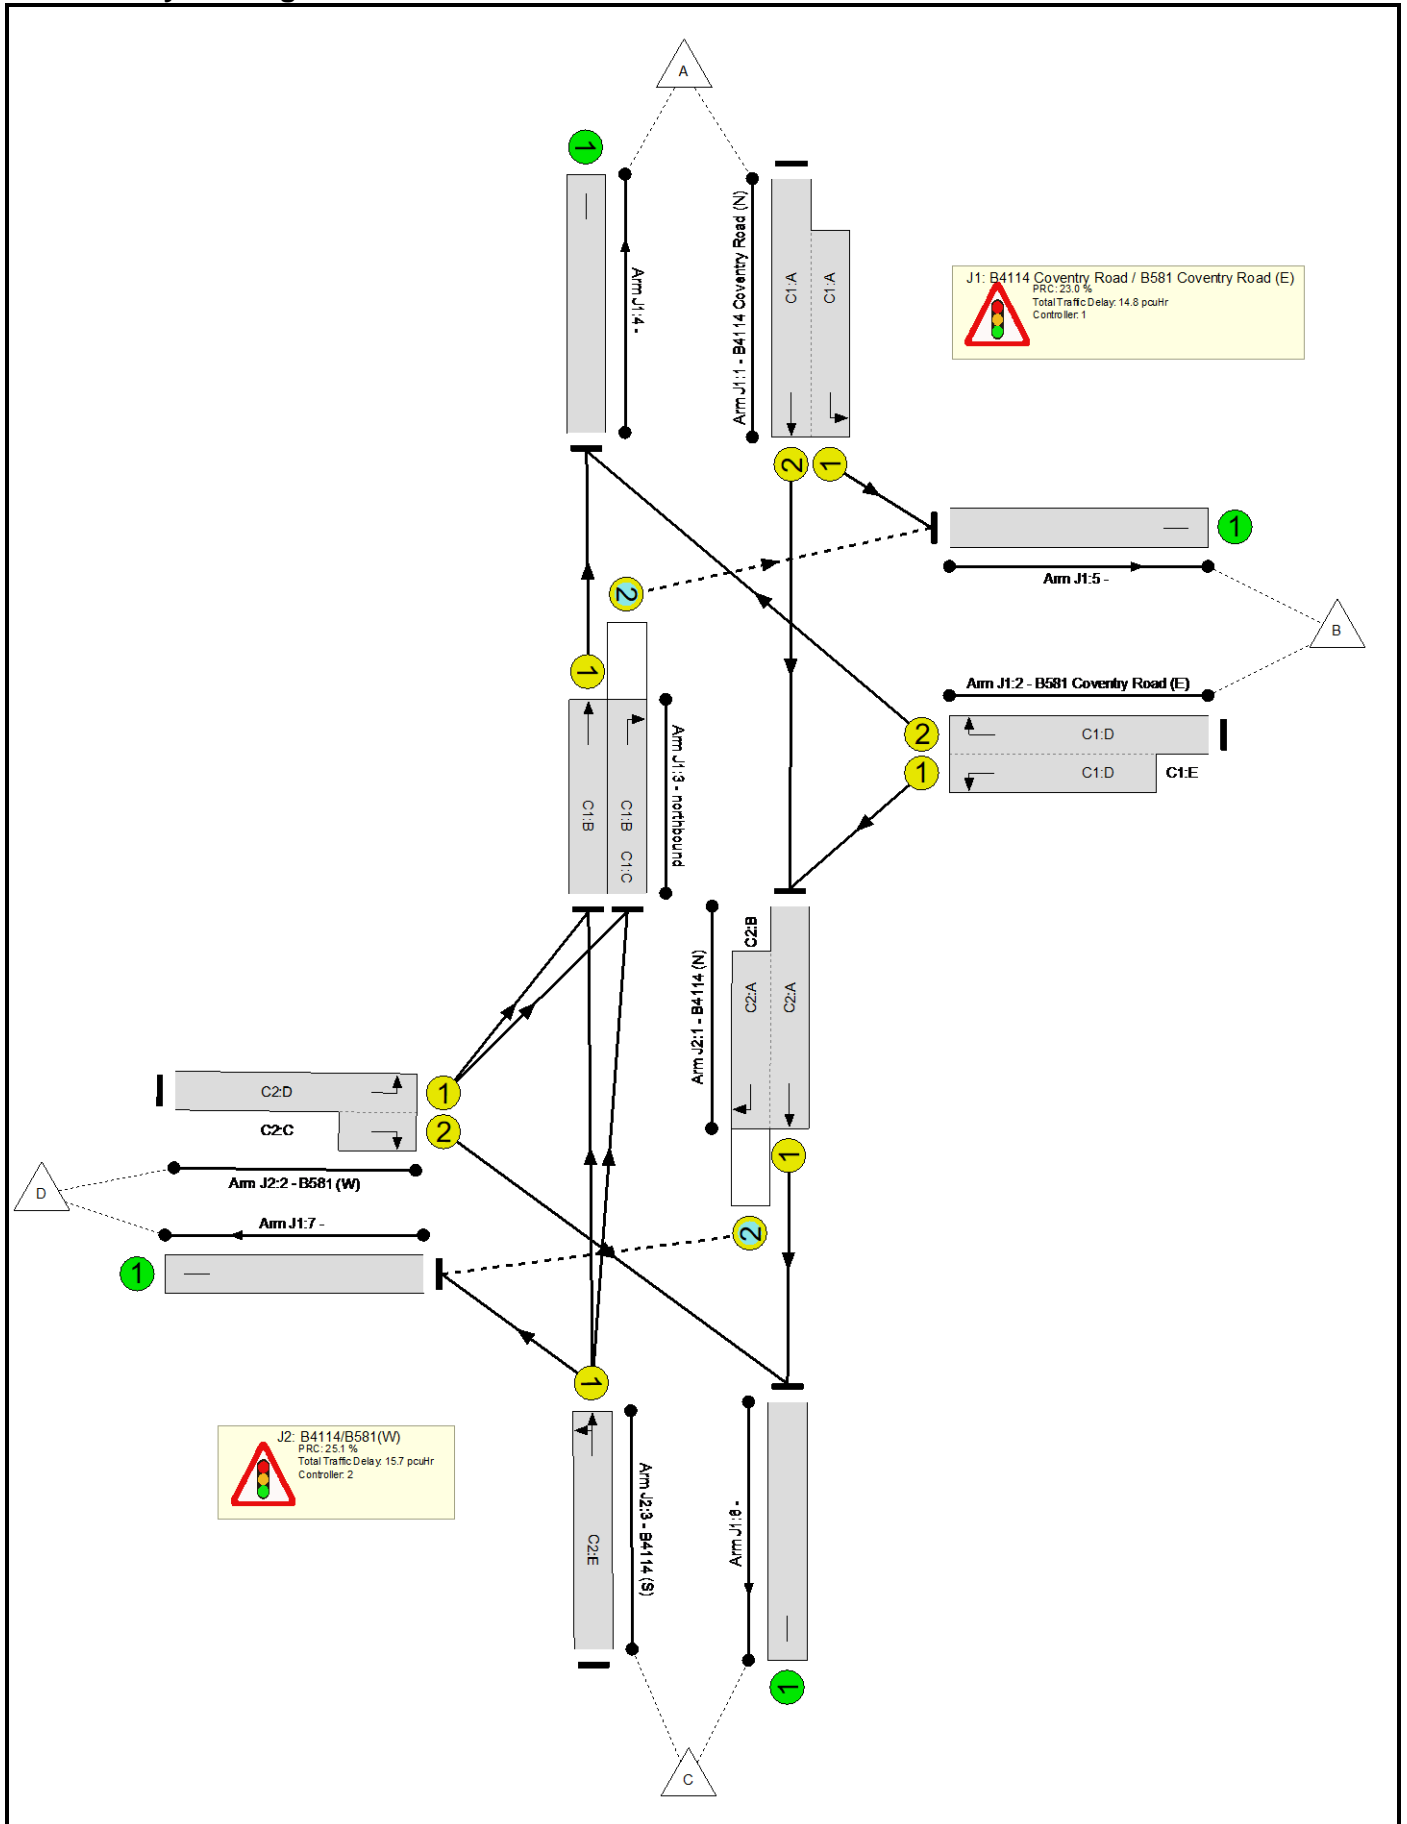 A
1
Arm J1:4 -
Arm J1:1 - B4114 Coventry Road (N)
C1:A
C1:A
J1: B4114 Coventry Road / B581 Coventry Road (E)
PRC: 23.0 %
Total Traffic Delay: 14.8 pcuHr
Controller: 1
2
1
1
Arm J1:5 -
2
B
1
Arm J1:2 - B581 Coventry Road (E)
Arm J1:3 - northbound
2
C1:D
1
C1:D
C1:E
C1:B
C1:B
C1:C
C2:B
Arm J2:1 - B4114 (N)
C2:A
C2:A
C2:D
1
C2:C
2
1
Arm J2:2 - B581 (W)
D
Arm J1:7 -
2
1
1
J2: B4114/B581(W)
PRC: 25.1 %
Total Traffic Delay: 15.7 pcuHr
Controller: 2
C2:E
Arm J2:3 - B4114 (S)
Arm J1:6 -
1
C